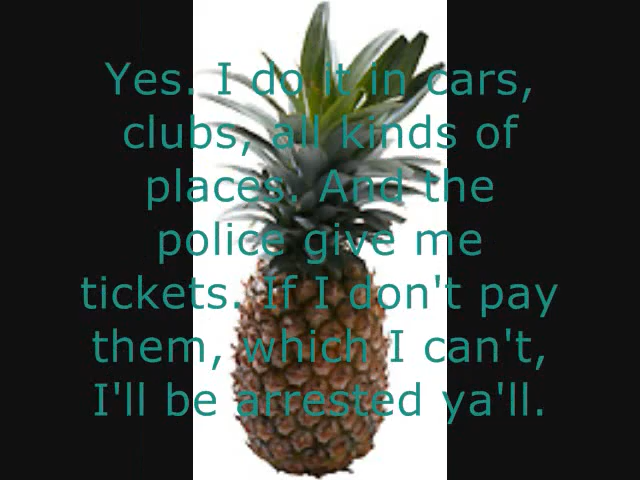 Yes. I do it in cars,
clubs, all kinds of
places. And the
police give me
tickets. If I don't pay
them, which I can't,
I'll be arrested ya'll.